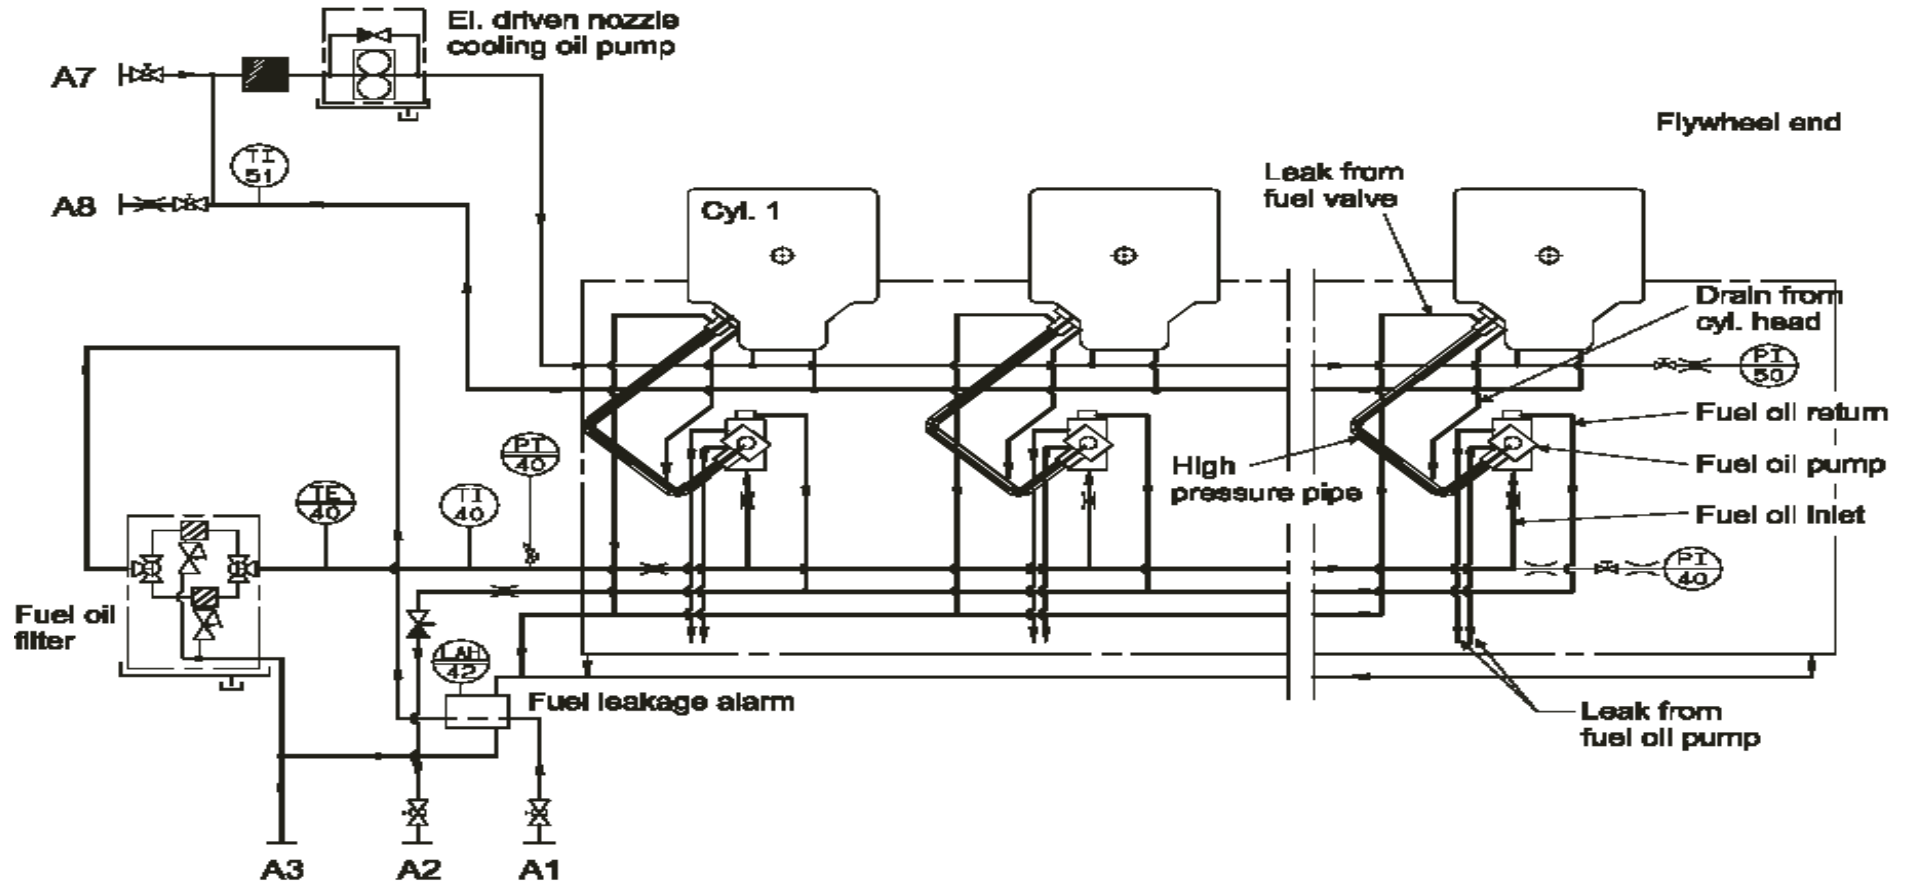 El. driven nozzle
cooling oil pump
A7
Flywheel end
TI
51
Leak from
fuel valve
A8
Cyl. 1
Drain from
cyl. head
PI
50
Fuel oil return
PT
40
High
pressure pipe
Fuel oil pump
TE
40
TI
40
Fuel oil inlet
PI
40
Fuel oil
filter
LAH
42
Fuel leakage alarm
Leak from
fuel oil pump
A3
A2
A1